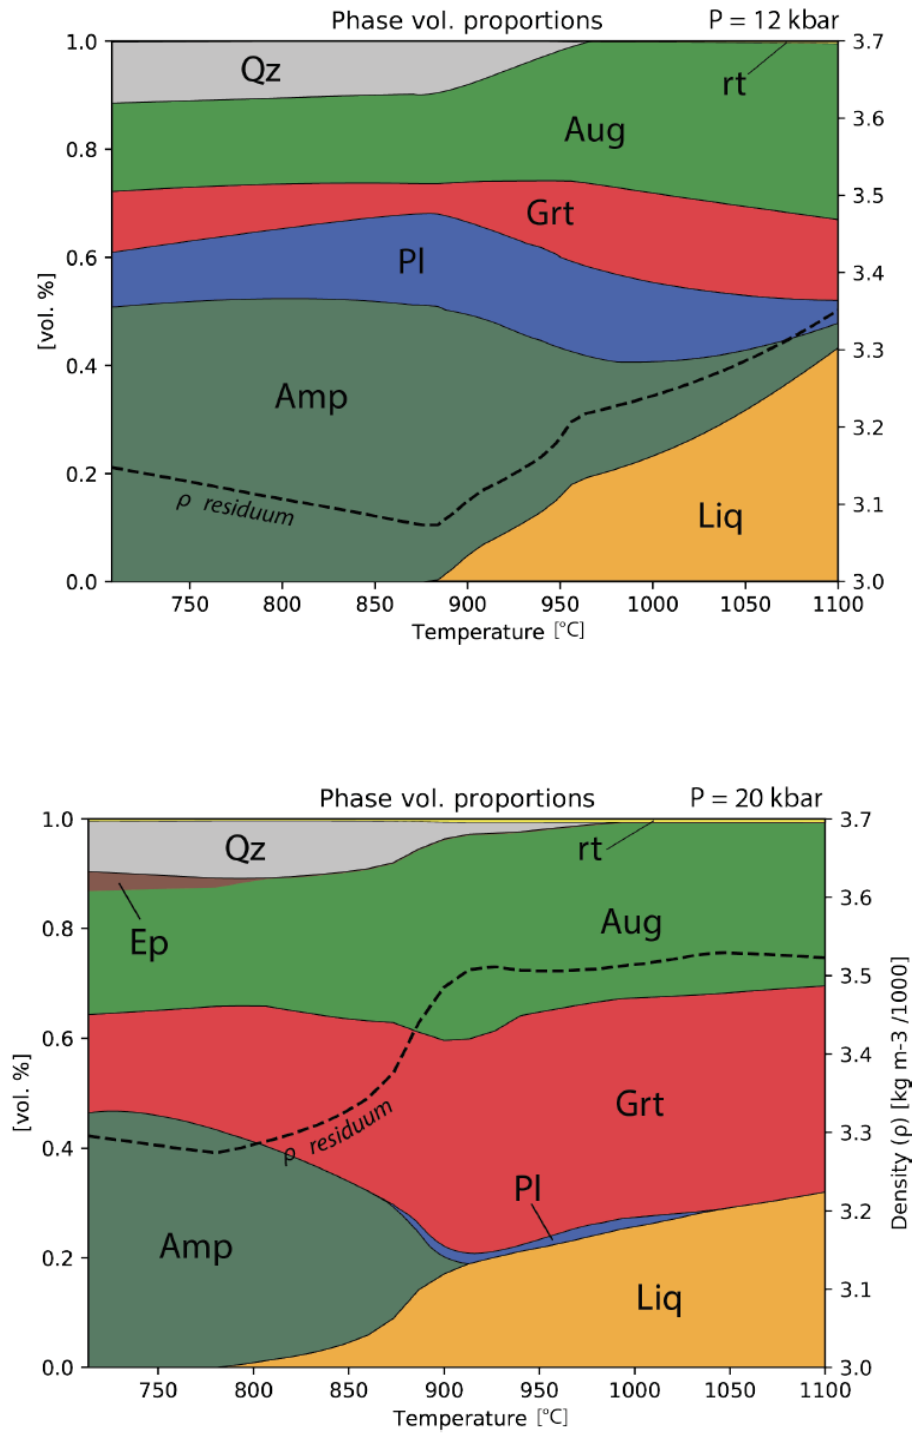 Phase vol. proportions P = 12 kbar
1.0 3.7
Qz
rt
3.6
Aug
0.8
3.5
Grt
0.6
Pl
3.4
[vol. %]
3.3
0.4
Amp
3.2
0.2
ρ residuum
3.1
Liq
0.0 3.0
750 800 850 900 950 1000 1050 1100
Temperature [°C]
Phase vol. proportions P = 20 kbar
1.0 3.7
Qz
rt
3.6
Ep
Aug
0.8
3.5
0.6
3.4
[vol. %]
Grt
Density (ρ) [kg m-3 /1000]
0.4
3.3
ρ residuum
Pl
3.2
Amp
0.2
3.1
Liq
0.0 3.0
750 800 850 900 950 1000 1050 1100
Temperature [°C]